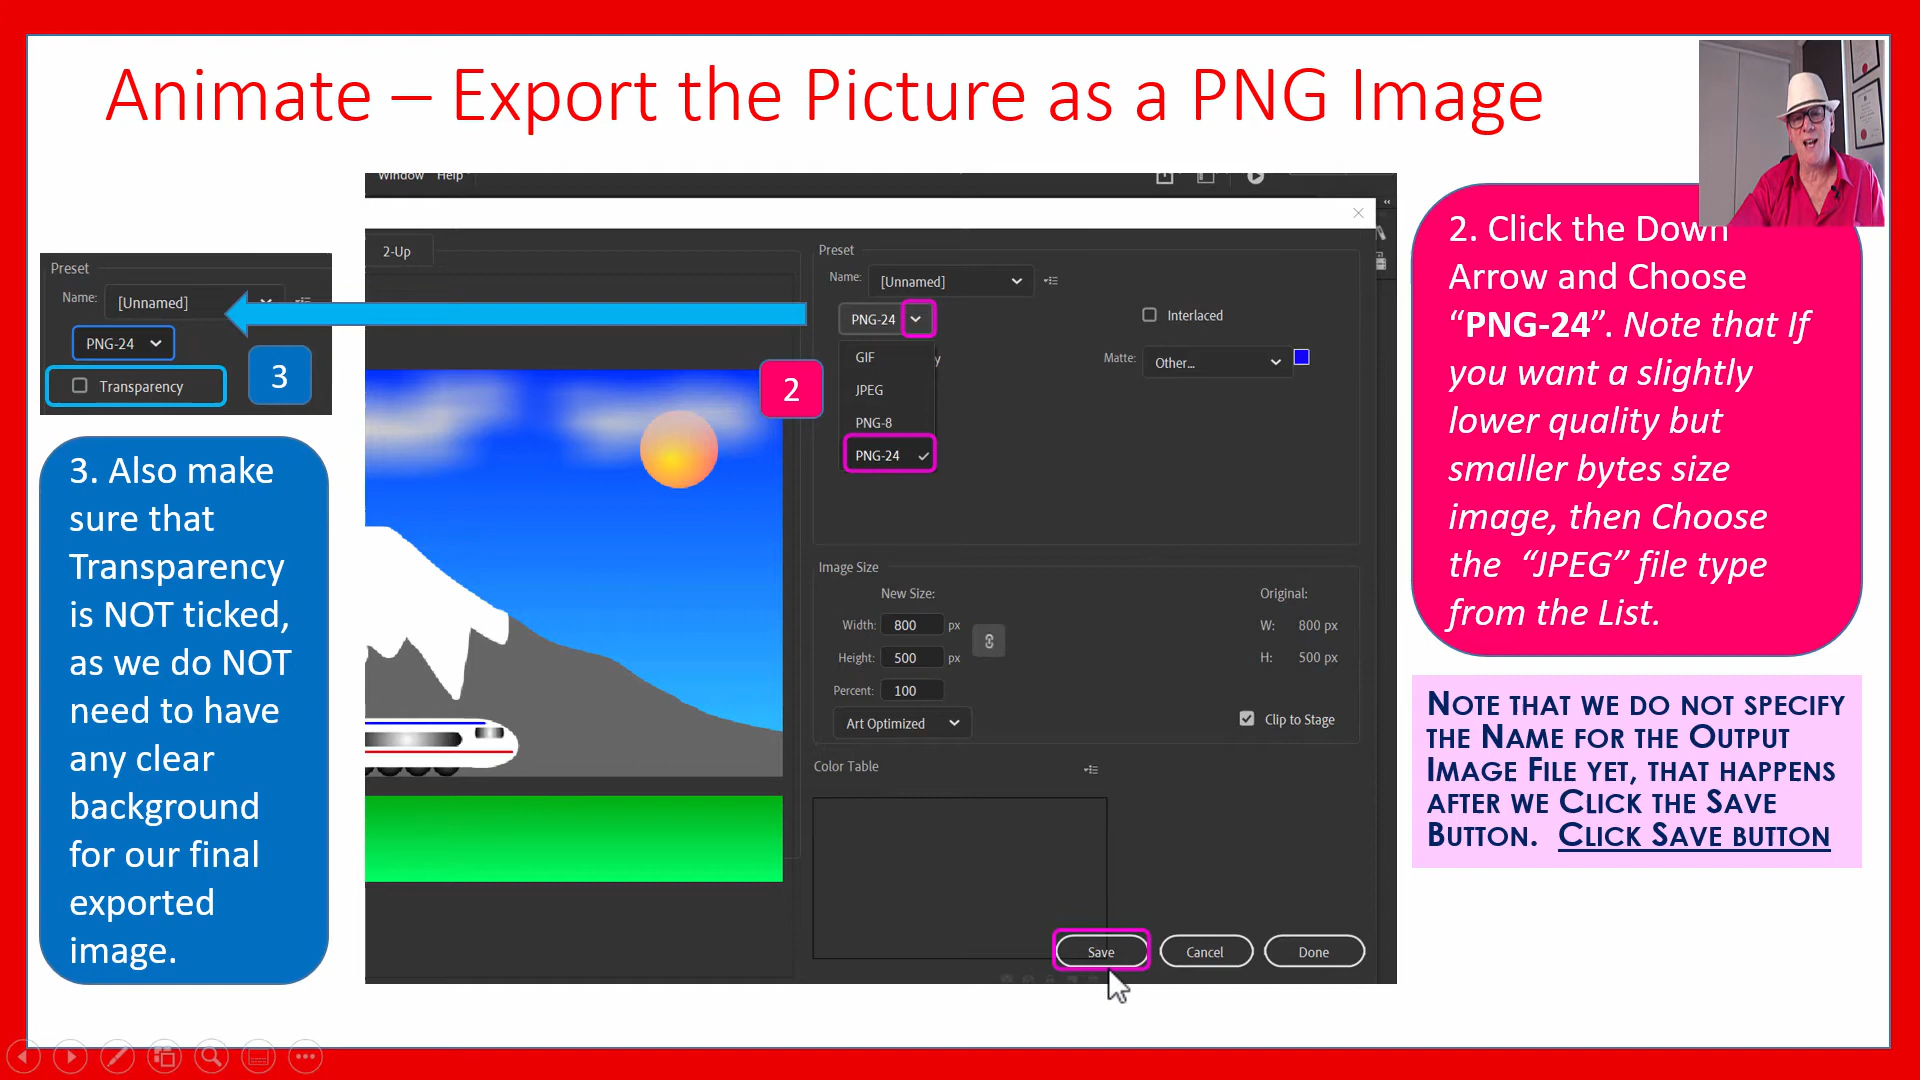 Animate – Export the Picture as a PNG Image
Window Help
2-Up
Preset
Name: [Unnamed]
PNG-24
Interlaced
GIF
JPEG
PNG-8
PNG-24
y
Matte: Other...
Image Size
New Size:
Original:
Width: 800 px
W: 800 px
Height: 500 px
H: 500 px
Percent: 100
Art Optimized
Clip to Stage
Color Table
Save
Cancel
Done
2
Preset
Name: [Unnamed]
PNG-24
Transparency
3
3. Also make
sure that
Transparency
is NOT ticked,
as we do NOT
need to have
any clear
background
for our final
exported
image.
2. Click the Down
Arrow and Choose
“PNG-24”. Note that If
you want a slightly
lower quality but
smaller bytes size
image, then Choose
the “JPEG” file type
from the List.
NOTE THAT WE DO NOT SPECIFY
THE NAME FOR THE OUTPUT
IMAGE FILE YET, THAT HAPPENS
AFTER WE CLICK THE SAVE
BUTTON. CLICK SAVE BUTTON